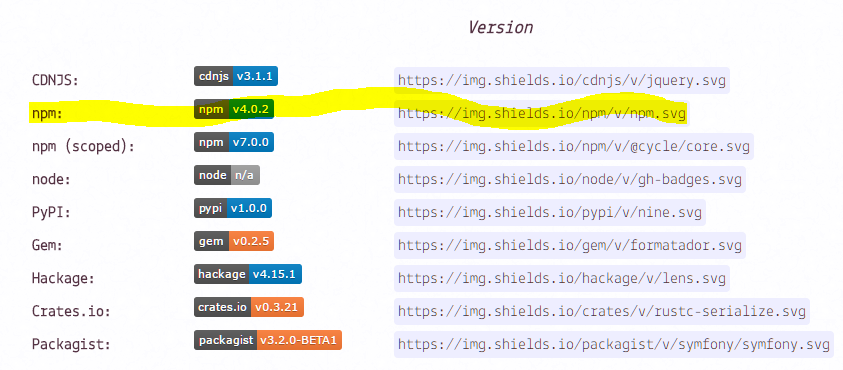 Version
CDNJS: cdnjs v3.1.1 https://img.shields.io/cdnjs/v/jquery.svg
npm: npm v4.0.2 https://img.shields.io/npm/v/npm.svg
npm (scoped): npm v7.0.0 https://img.shields.io/npm/v/@cycle/core.svg
node: node n/a https://img.shields.io/node/v/gh-badges.svg
PyPI: pypi v1.0.0 https://img.shields.io/pypi/v/nine.svg
Gem: gem v0.2.5 https://img.shields.io/gem/v/formatador.svg
Hackage: hackage v4.15.1 https://img.shields.io/hackage/v/lens.svg
Crates.io: crates.io v0.3.21 https://img.shields.io/crates/v/rustc-serialize.svg
Packagist: packagist v3.2.0-BETA1 https://img.shields.io/packagist/v/symfony/symfony.svg